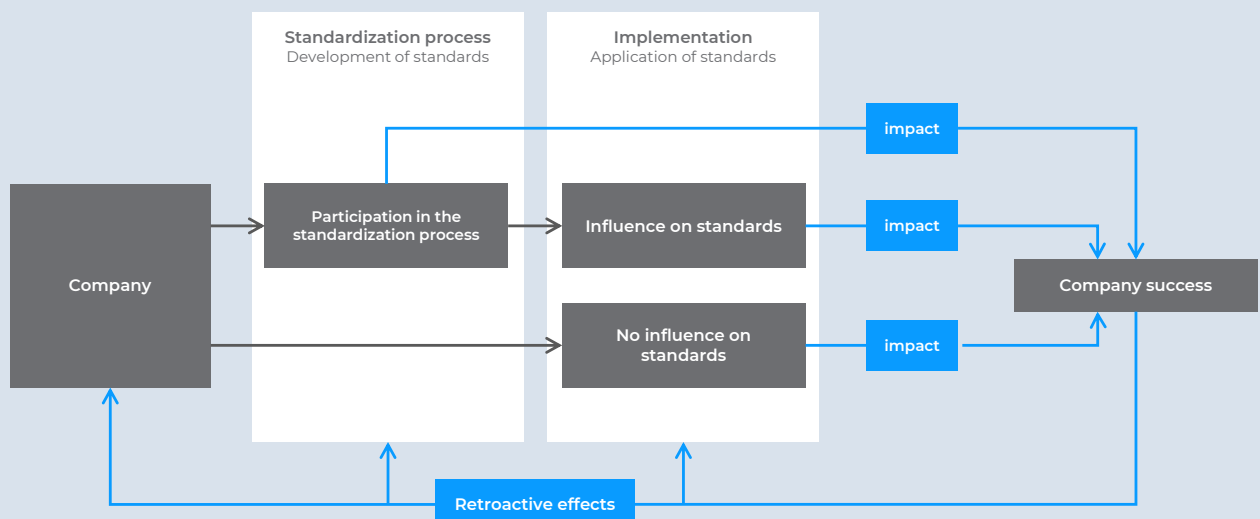 Standardization process
Development of standards
Implementation
Application of standards
impact
Participation in the
standardization process
Influence on standards
impact
Company
Company success
No influence on
standards
impact
Retroactive effects